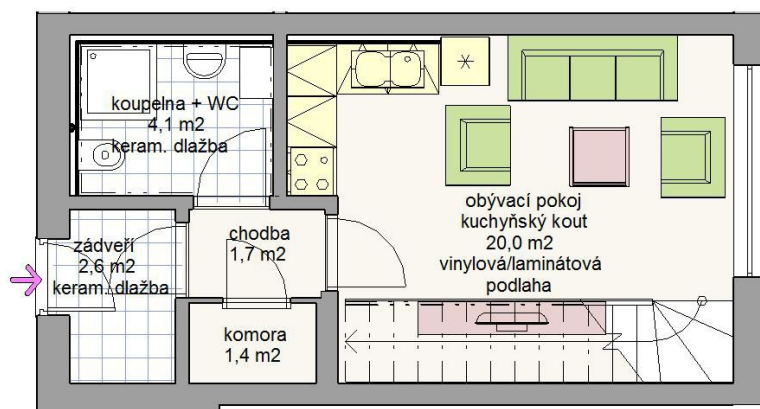 koupelna + WC
4,1 m2
keram. dlažba
obývací pokoj
kuchyňský kout
20,0 m2
vinylová/laminátová
podlaha
chodba
1,7 m2
zádveří
2,6 m2
keram. dlažba
komora
1,4 m2